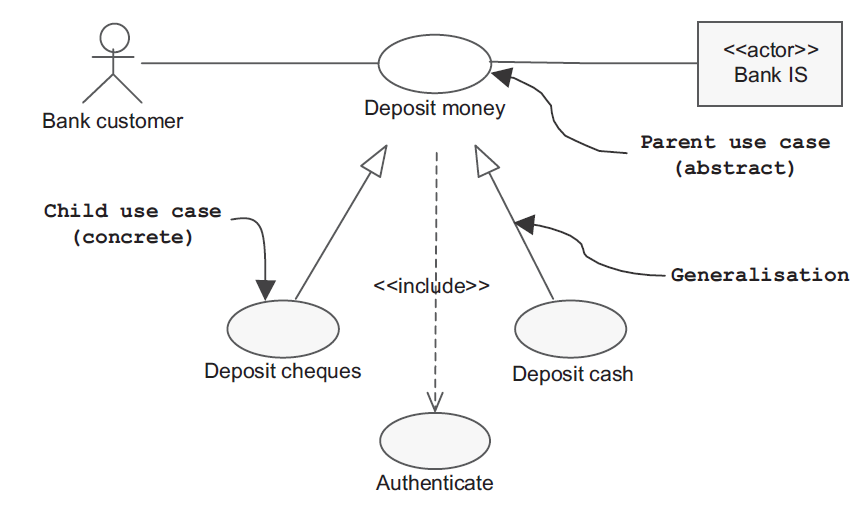 <<actor>>
Bank IS
Bank customer
Deposit money
Parent use case
(abstract)
Child use case
(concrete)
<<include>>
Generalisation
Deposit cheques
Deposit cash
Authenticate